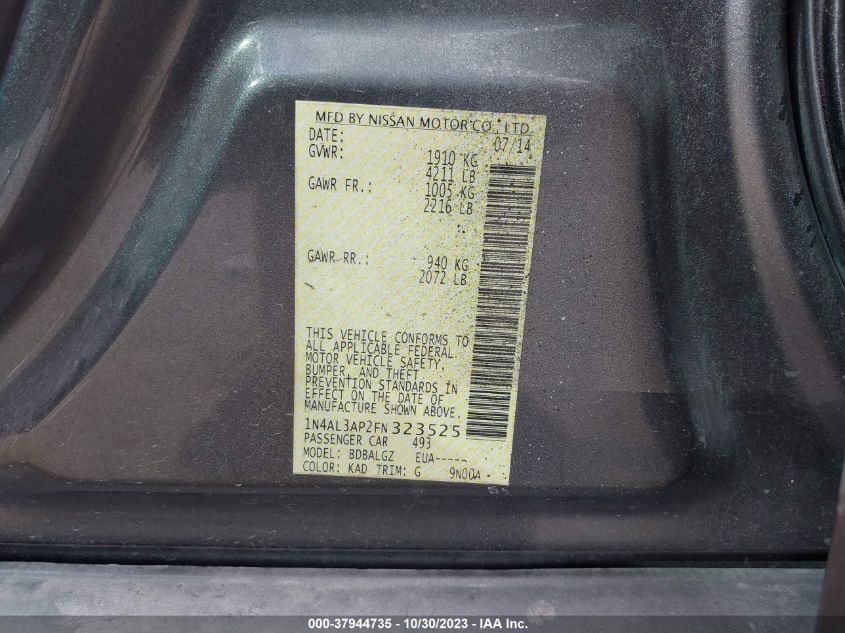 MFD BY NISSAN MOTOR CO., LTD.
DATE: 07/14
GVWR: 1910 KG
4211 LB
GAWR FR.: 1005 KG
2216 LB
GAWR RR.: 940 KG
2072 LB
THIS VEHICLE CONFORMS TO
ALL APPLICABLE FEDERAL
MOTOR VEHICLE SAFETY
BUMPER, AND THEFT
PREVENTION STANDARDS IN
EFFECT ON THE DATE OF
MANUFACTURE SHOWN ABOVE.
1N4AL3AP2FN323525
PASSENGER CAR 493
MODEL: BDBALGZ EUA-----
COLOR: KAD TRIM: G 9N00A
000-37944735 - 10/30/2023 - IAA Inc.